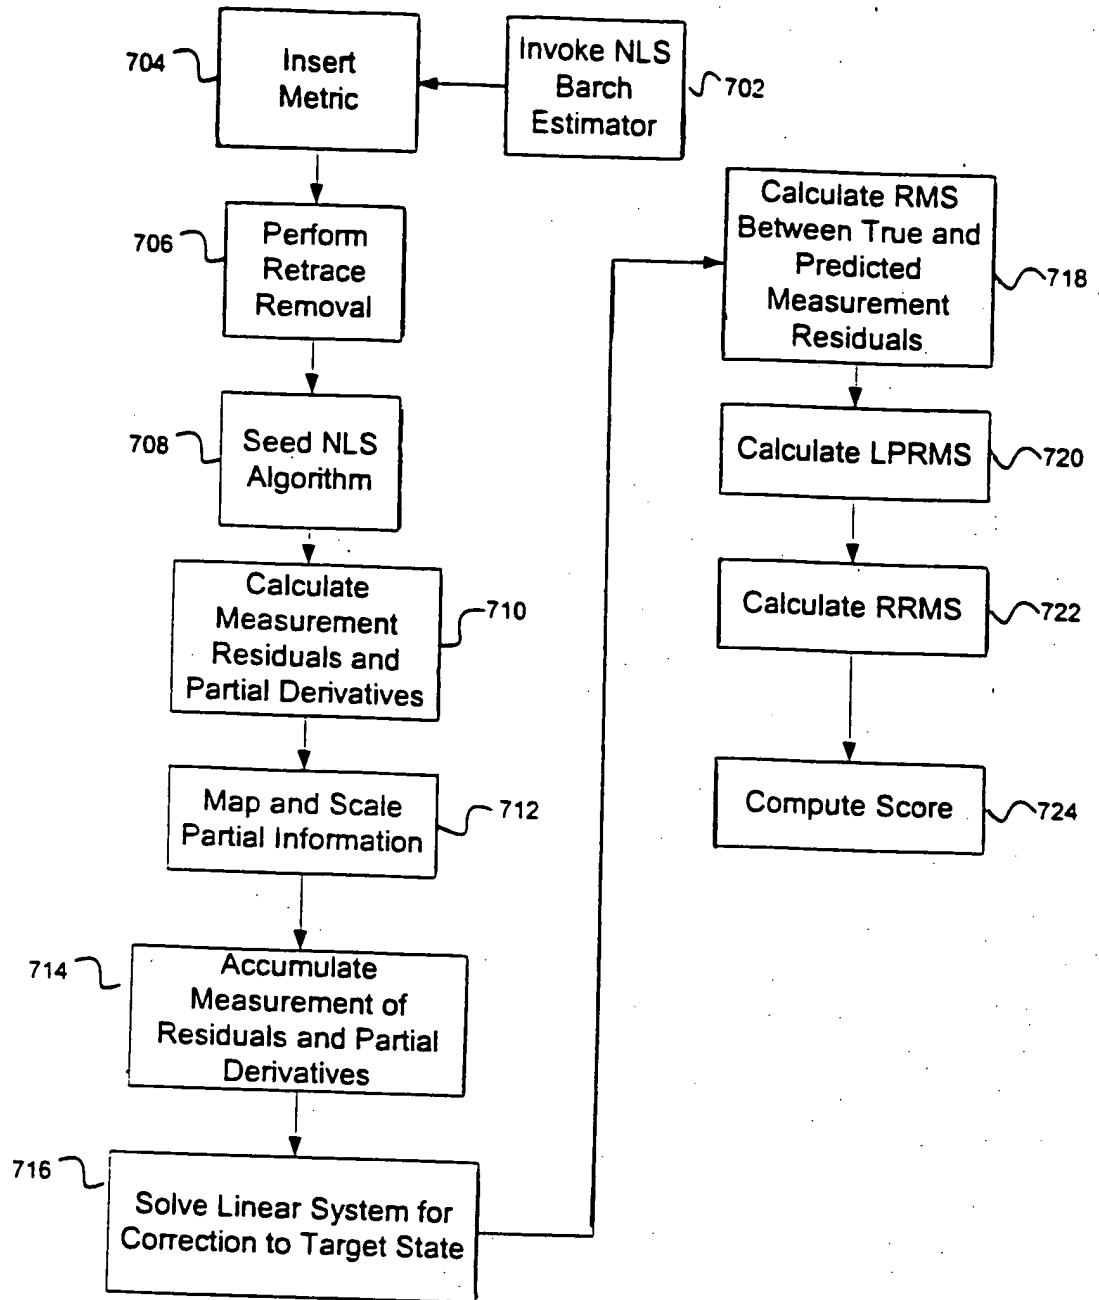 Invoke NLS
Barch
Estimator
702
704
Insert
Metric
706
Perform
Retrace
Removal
708
Seed NLS
Algorithm
Calculate
Measurement
Residuals and
Partial Derivatives
710
Map and Scale
Partial Information
712
714
Accumulate
Measurement of
Residuals and Partial
Derivatives
716
Solve Linear System for
Correction to Target State
Calculate RMS
Between True and
Predicted
Measurement
Residuals
718
Calculate LPRMS
720
Calculate RRMS
722
Compute Score
724